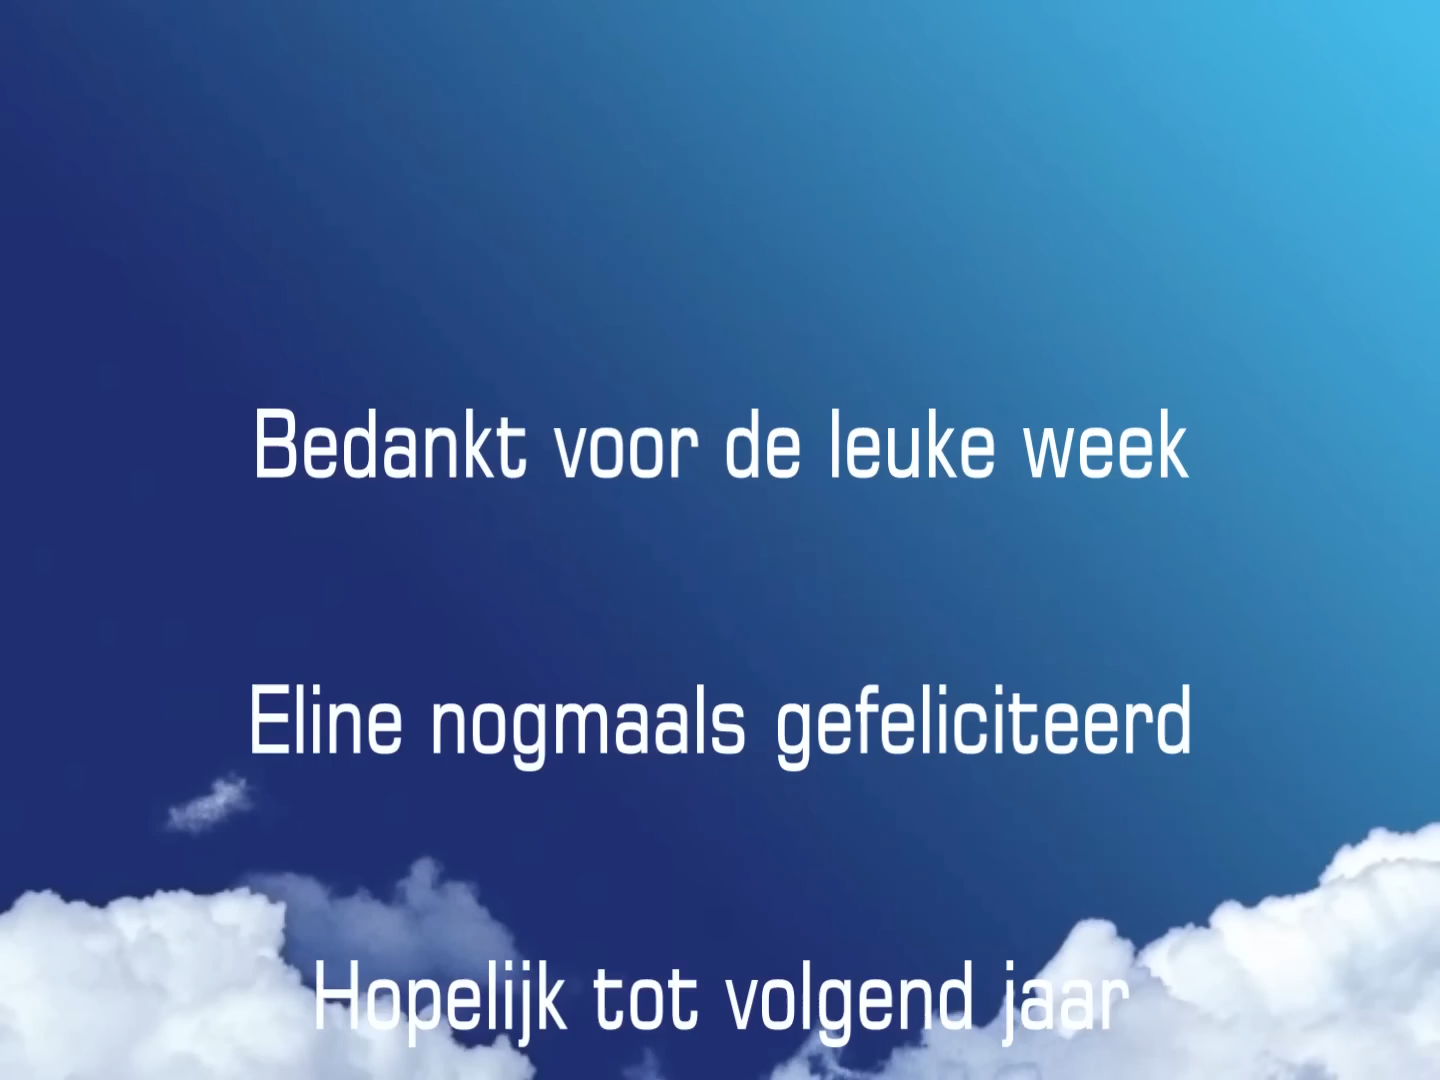 Bedankt voor de leuke week
Eline nogmaals gefeliciteerd
Hopelijk tot volgend jaar